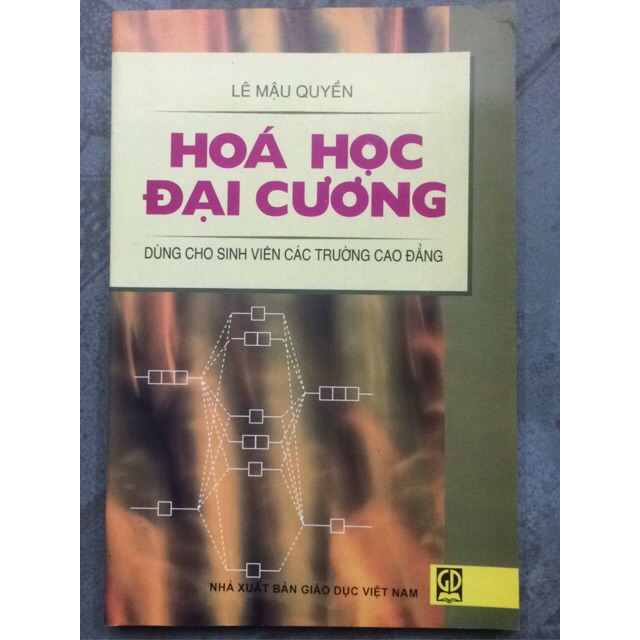 LÊ MẬU QUYỀN
HOÁ HỌC
ĐẠI CƯƠNG
DÙNG CHO SINH VIÊN CÁC TRƯỜNG CAO ĐẲNG
NHÀ XUẤT BẢN GIÁO DỤC VIỆT NAM
GD